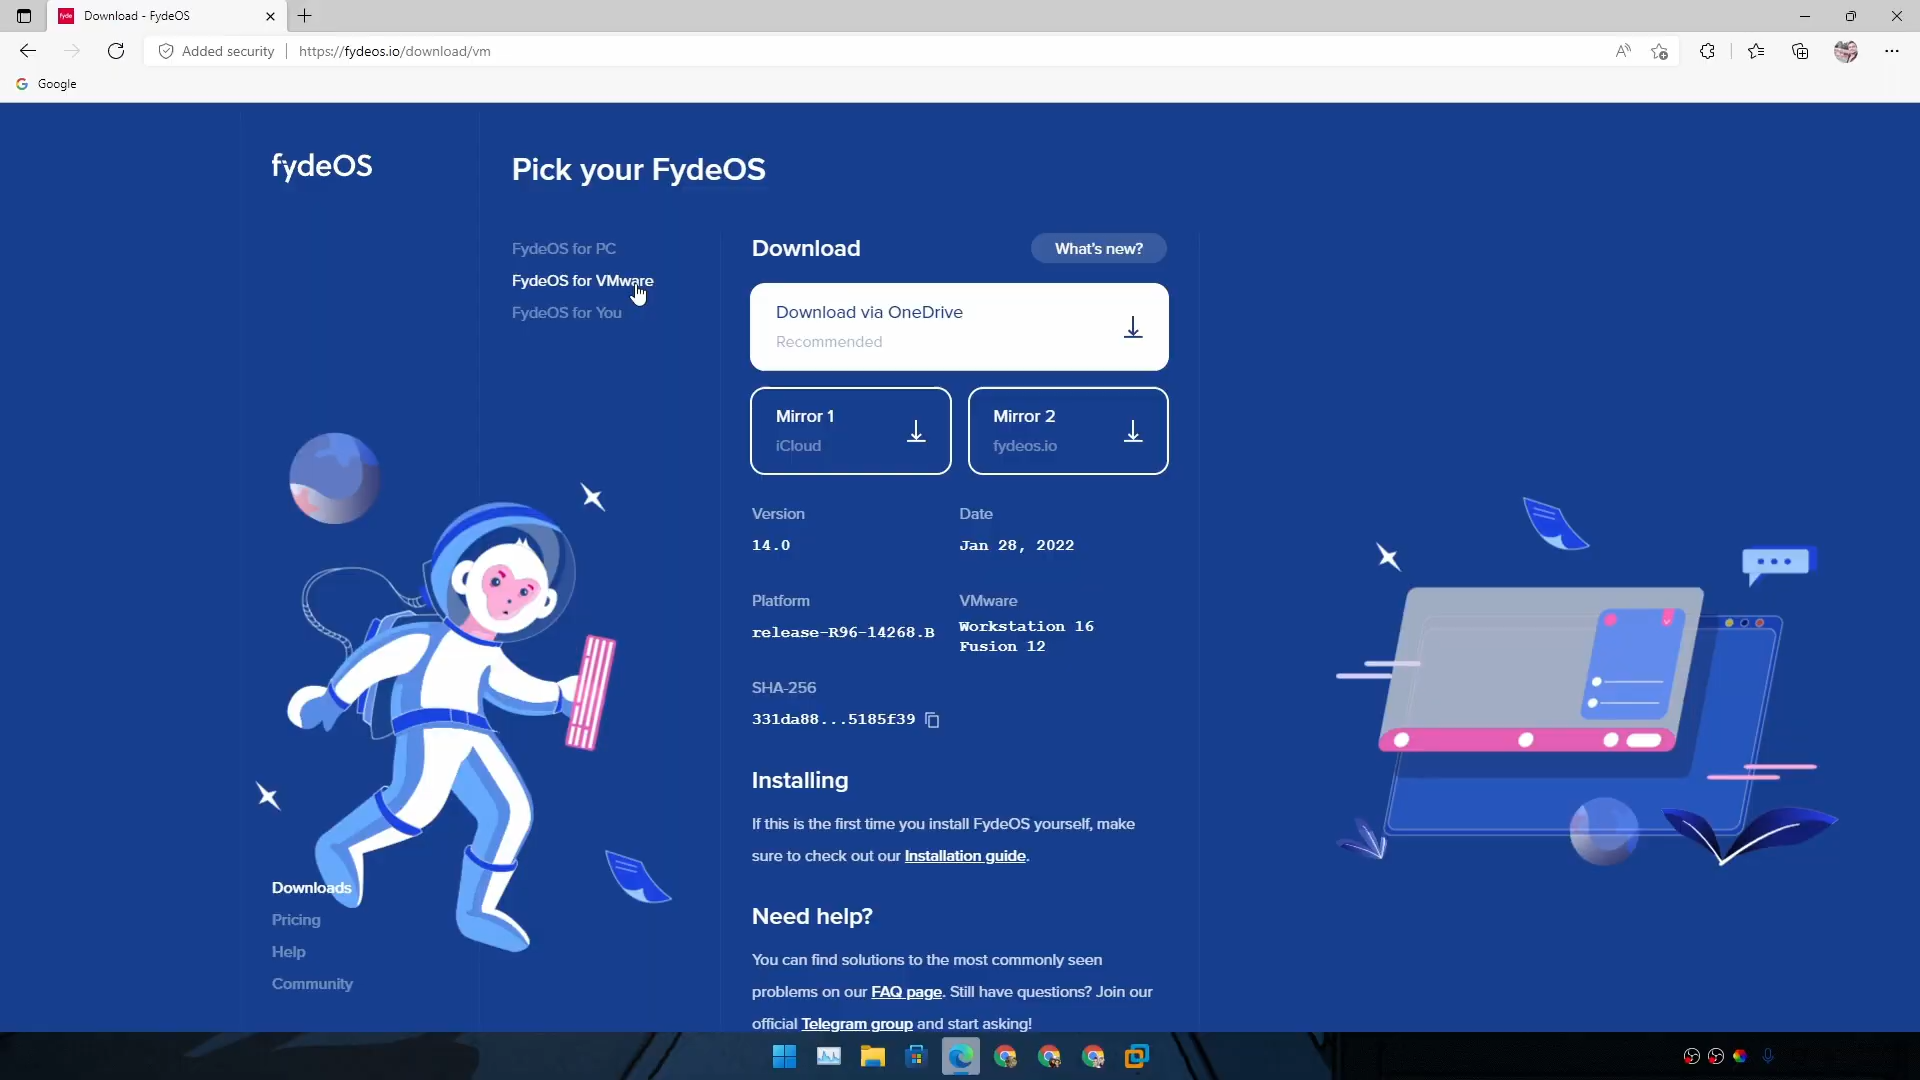 Download - FydeOS
Added security
https://fydeos.io/download/vm
Google
fydeOS
Pick your FydeOS
FydeOS for PC
FydeOS for VMware
FydeOS for You
Download
What's new?
Download via OneDrive
Recommended
Mirror 1
iCloud
Mirror 2
fydeos.io
Version
14.0
Date
Jan 28, 2022
Platform
release-R96-14268.B
VMware
Workstation 16
Fusion 12
SHA-256
331da88...5185f39
Installing
If this is the first time you install FydeOS yourself, make
sure to check out our Installation guide.
Need help?
You can find solutions to the most commonly seen
problems on our FAQ page. Still have questions? Join our
official Telegram group and start asking!
Downloads
Pricing
Help
Community